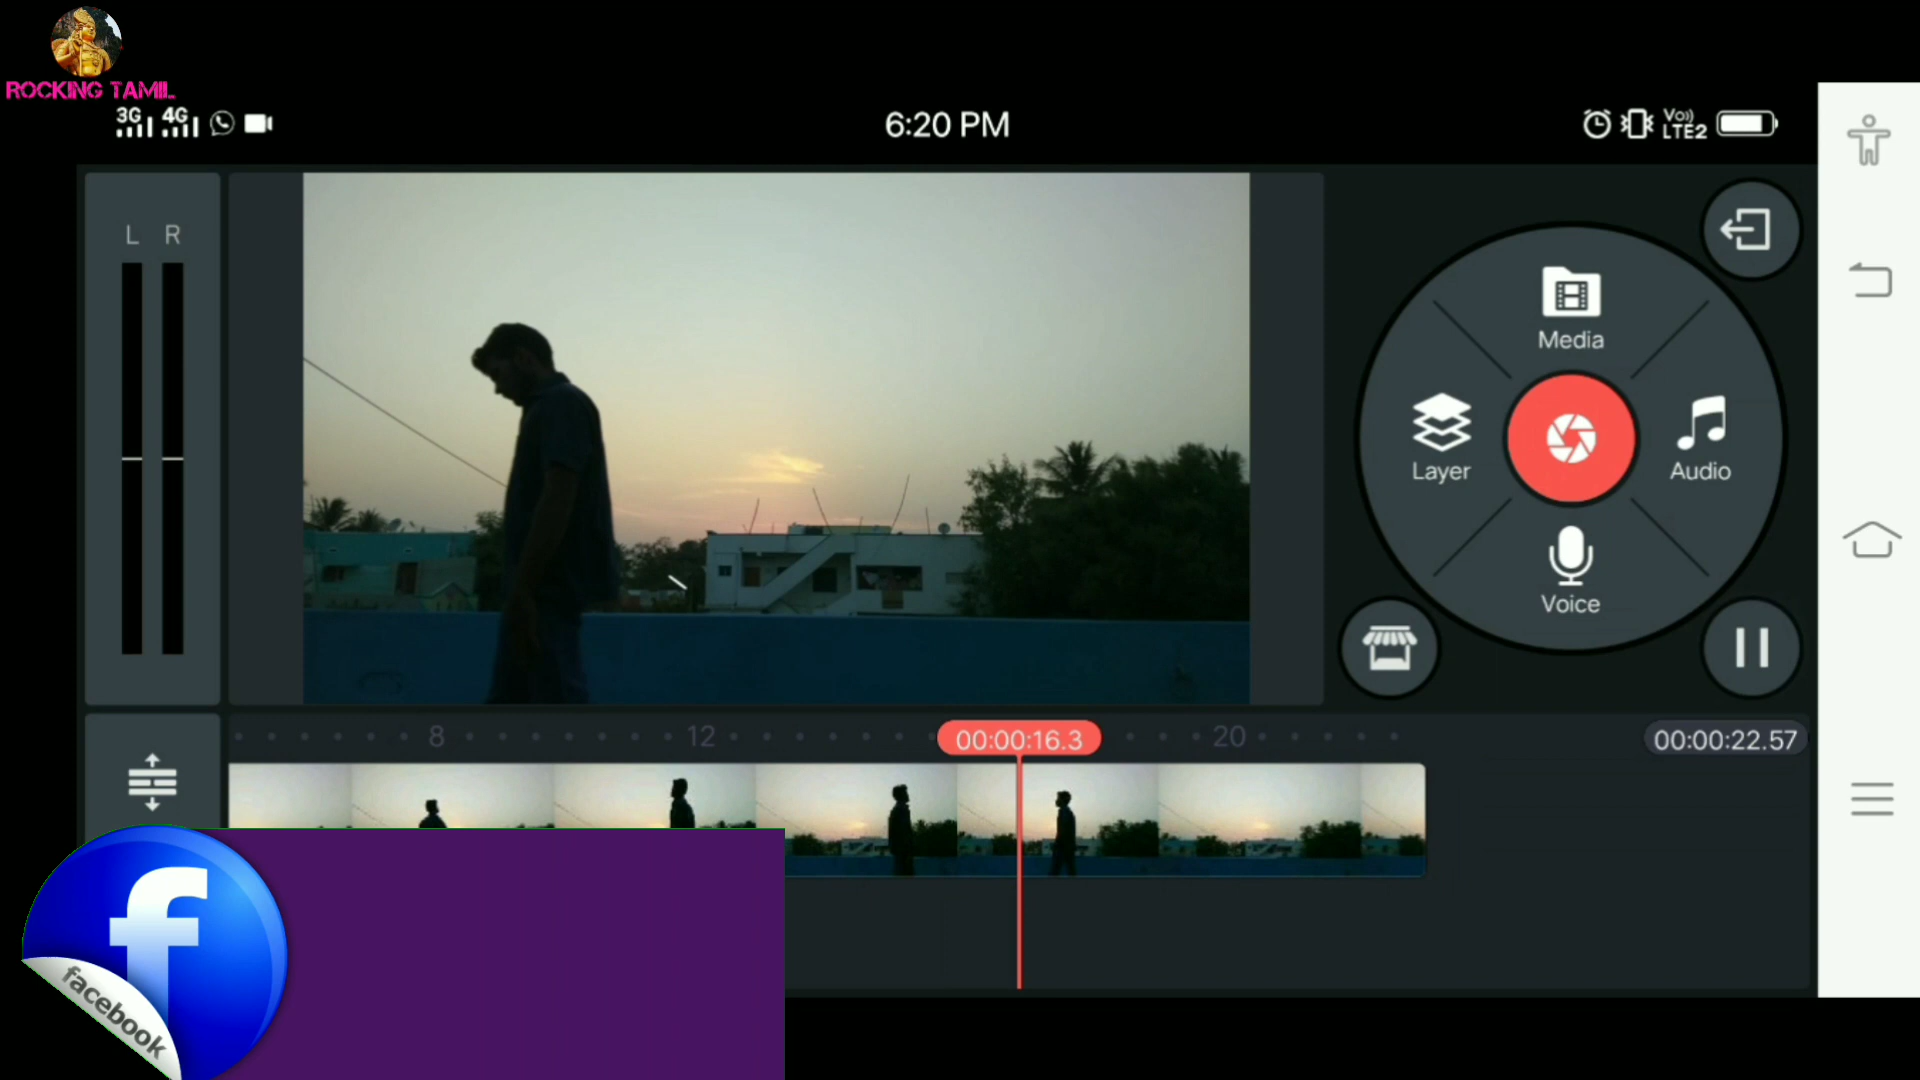 ROCKING TAMIL
3G 4G
6:20 PM
Vo))
LTE2
L R
Media
Layer
Audio
Voice
8
12
00:00:16.3
20
00:00:22.57
f
facebook